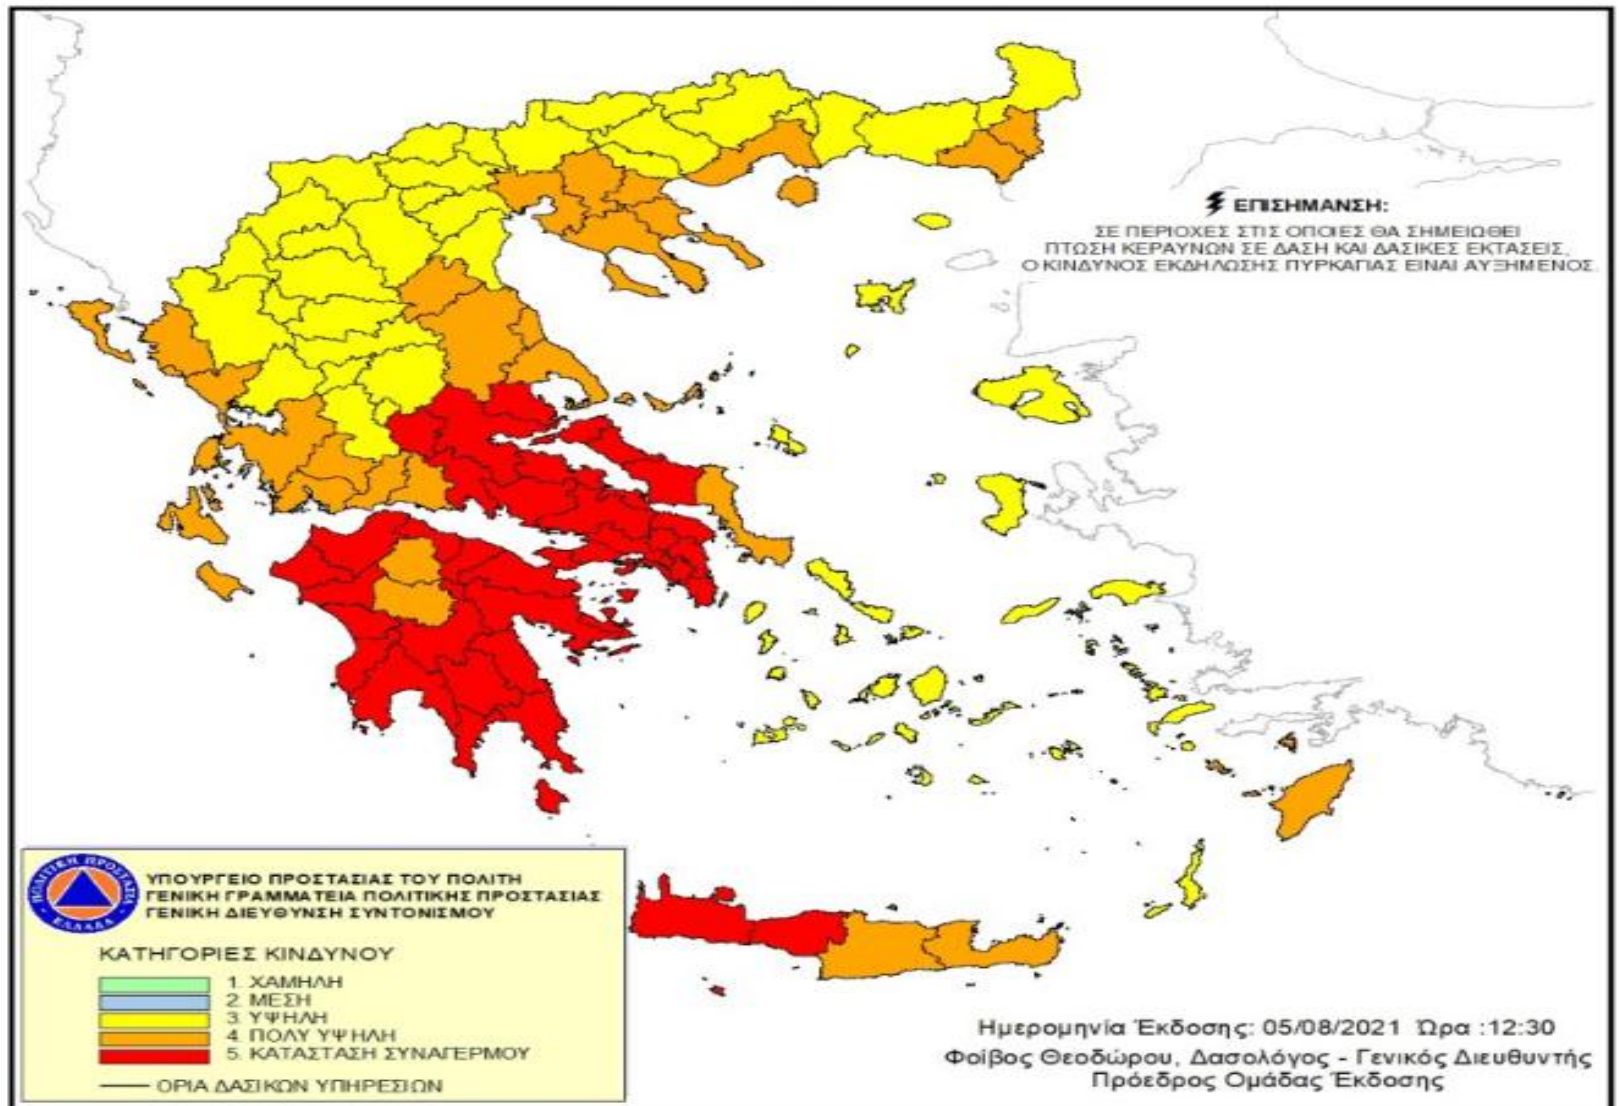 ΕΠΙΣΗΜΑΝΣΗ:
ΣΕ ΠΕΡΙΟΧΕΣ ΣΤΙΣ ΟΠΟΙΕΣ ΘΑ ΣΗΜΕΙΩΘΕΙ
ΠΤΩΣΗ ΚΕΡΑΥΝΩΝ ΣΕ ΔΑΣΗ ΚΑΙ ΔΑΣΙΚΕΣ ΕΚΤΑΣΕΙΣ,
Ο ΚΙΝΔΥΝΟΣ ΕΚΔΗΛΩΣΗΣ ΠΥΡΚΑΓΙΑΣ ΕΙΝΑΙ ΑΥΞΗΜΕΝΟΣ.
ΠΟΛΙΤΙΚΗ ΠΡΟΣΤΑΣΙΑ
ΕΛΛΑΔΑ
ΥΠΟΥΡΓΕΙΟ ΠΡΟΣΤΑΣΙΑΣ ΤΟΥ ΠΟΛΙΤΗ
ΓΕΝΙΚΗ ΓΡΑΜΜΑΤΕΙΑ ΠΟΛΙΤΙΚΗΣ ΠΡΟΣΤΑΣΙΑΣ
ΓΕΝΙΚΗ ΔΙΕΥΘΥΝΣΗ ΣΥΝΤΟΝΙΣΜΟΥ
ΚΑΤΗΓΟΡΙΕΣ ΚΙΝΔΥΝΟΥ
1. ΧΑΜΗΛΗ
2. ΜΕΣΗ
3. ΥΨΗΛΗ
4. ΠΟΛΥ ΥΨΗΛΗ
5. ΚΑΤΑΣΤΑΣΗ ΣΥΝΑΓΕΡΜΟΥ
ΟΡΙΑ ΔΑΣΙΚΩΝ ΥΠΗΡΕΣΙΩΝ
Ημερομηνία Έκδοσης: 05/08/2021 Ώρα :12:30
Φοίβος Θεοδώρου, Δασολόγος - Γενικός Διευθυντής
Πρόεδρος Ομάδας Έκδοσης